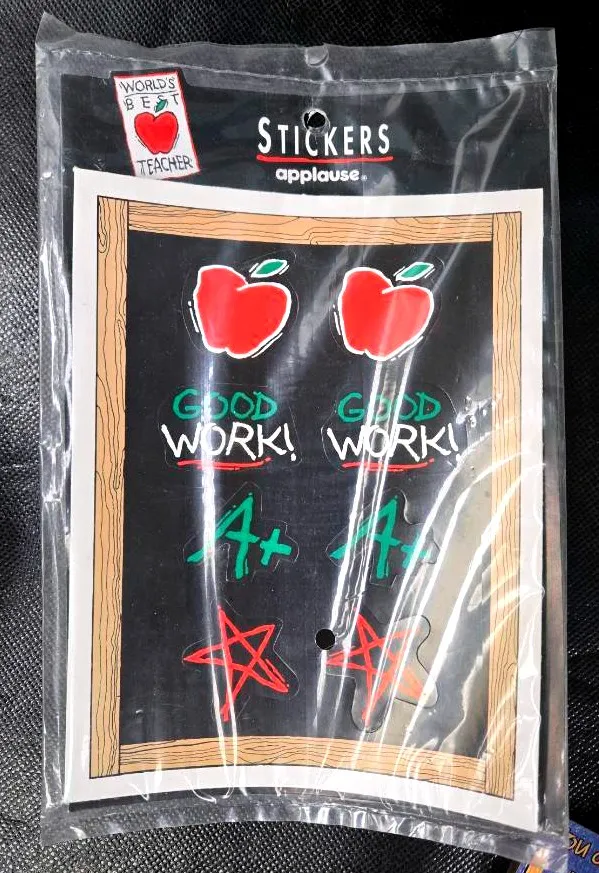 WORLD'S
BEST
TEACHER
STICKERS
applause®
GOOD
WORK!
GOOD
WORK!
A+
A+